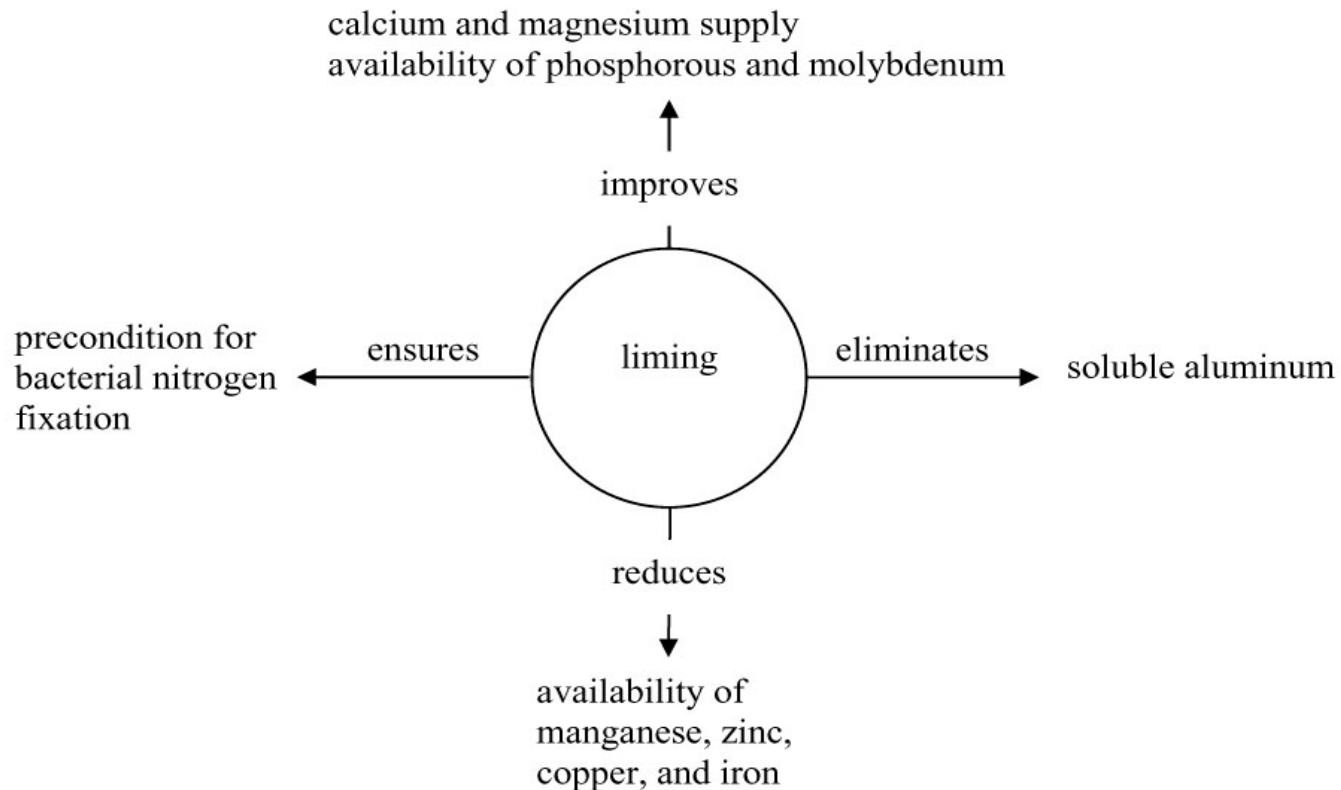 calcium and magnesium supply
availability of phosphorous and molybdenum
improves
precondition for
bacterial nitrogen
fixation
ensures
liming
eliminates
soluble aluminum
reduces
availability of
manganese, zinc,
copper, and iron